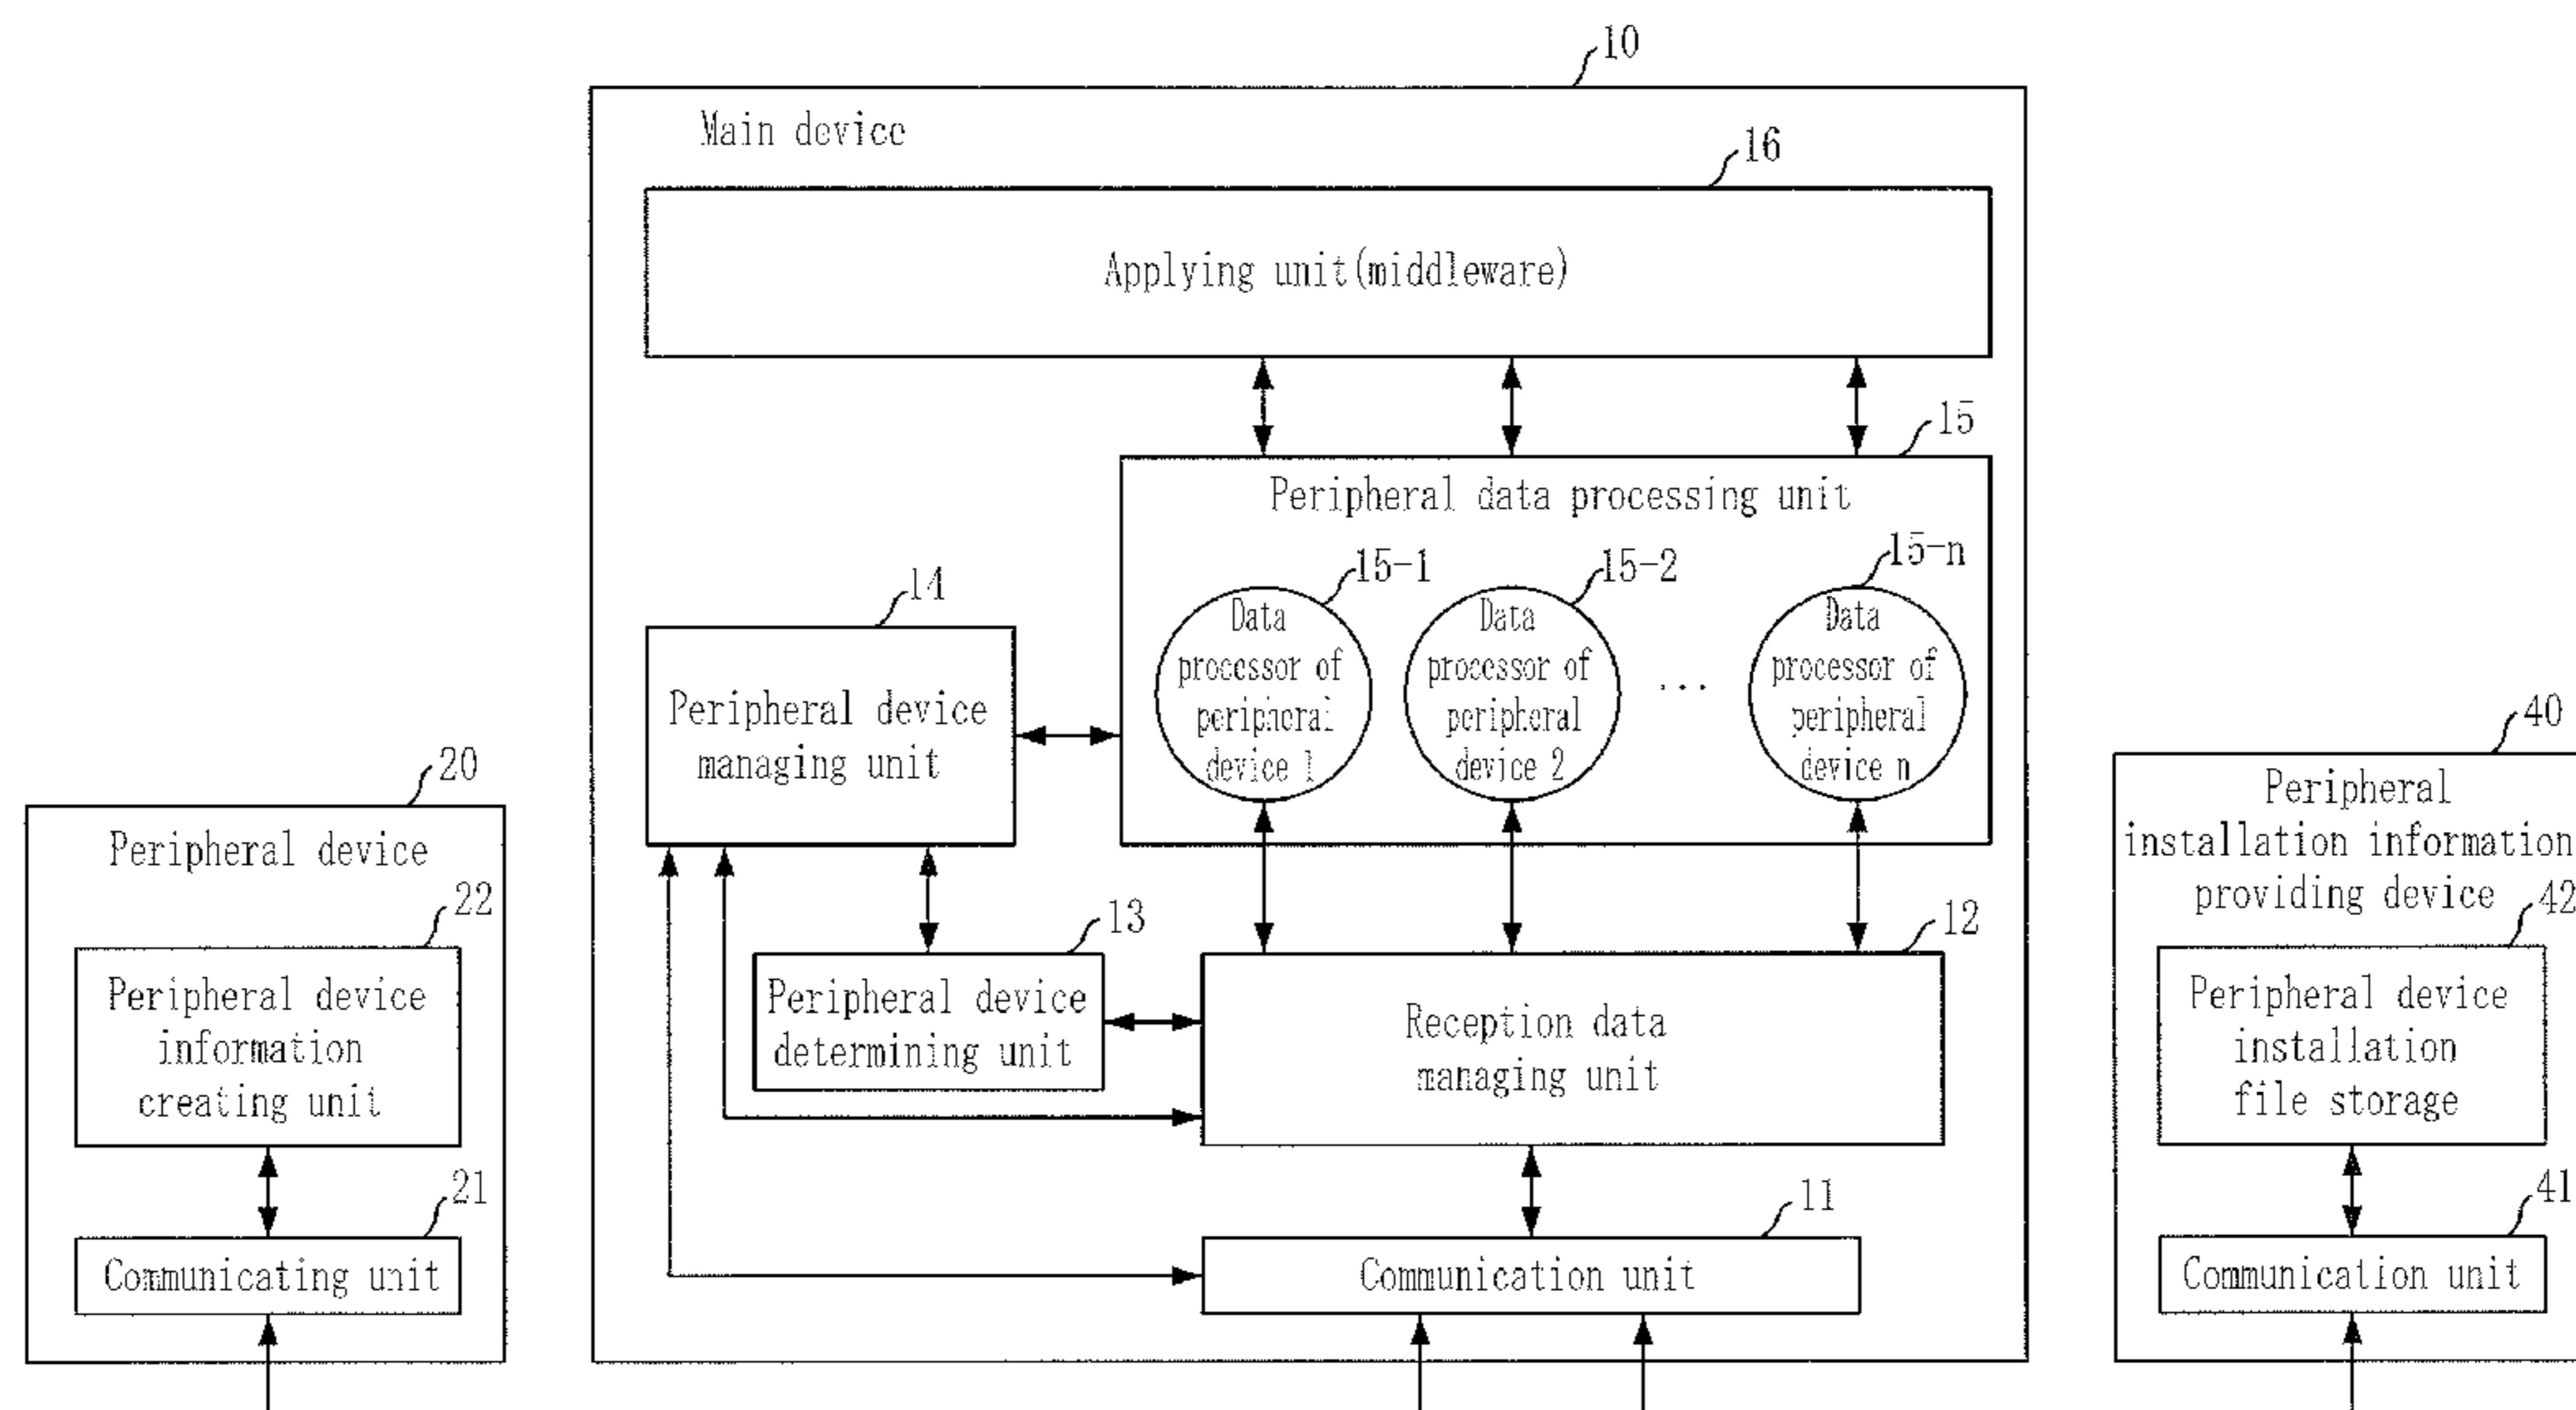 10
Main device
16
Applying unit(middleware)
15
Peripheral data processing unit
15-1
15-2
15-n
Data
processor of
peripheral
device 1
Data
processor of
peripheral
device 2
...
Data
processor of
peripheral
device n
14
Peripheral device
managing unit
20
Peripheral device
22
Peripheral device
information
creating unit
21
Communicating unit
13
Peripheral device
determining unit
12
Reception data
managing unit
11
Communication unit
40
Peripheral
installation information
providing device
42
Peripheral device
installation
file storage
41
Communication unit